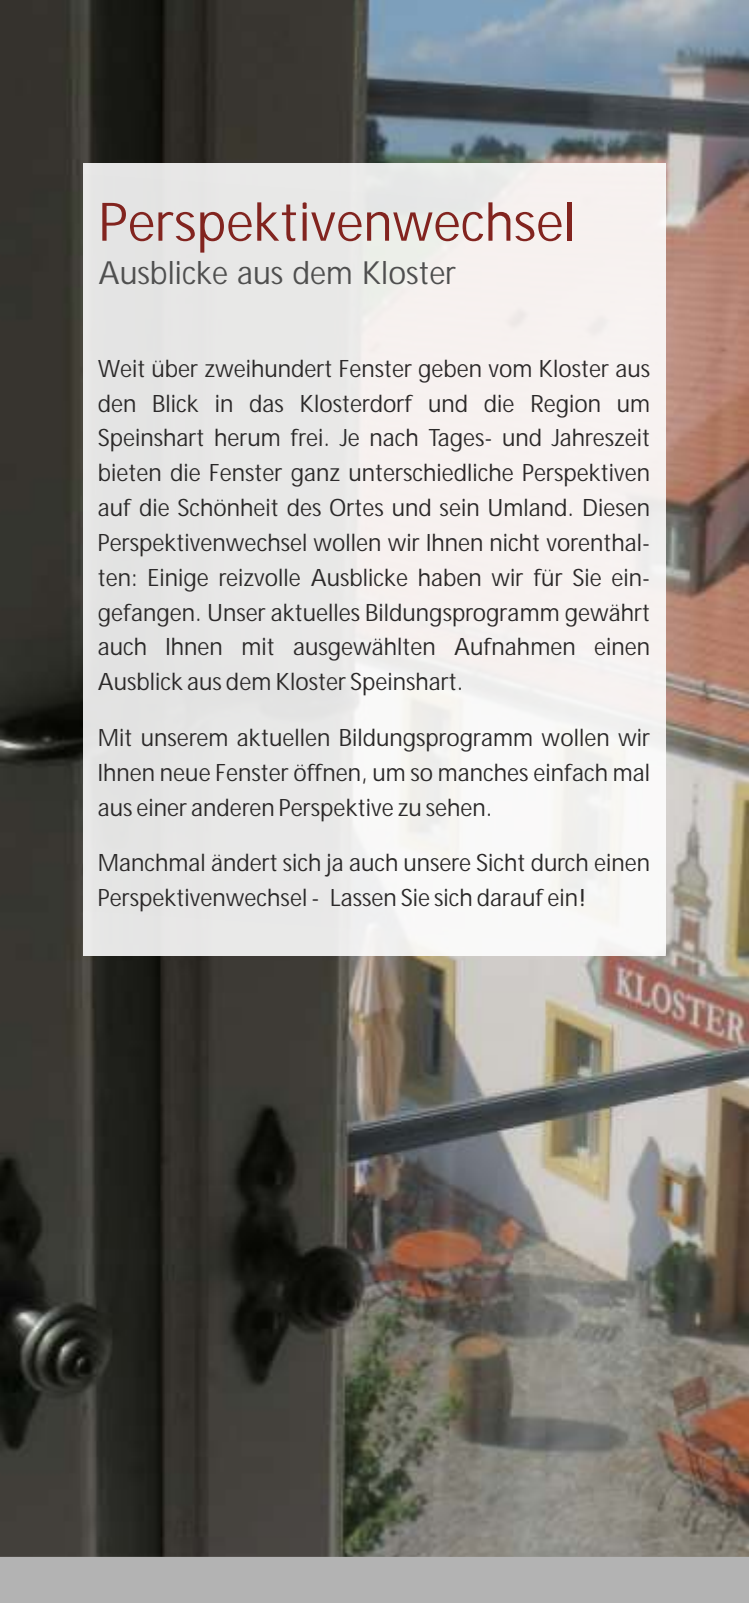 Perspektivenwechsel
Ausblicke aus dem Kloster
Weit über zweihundert Fenster geben vom Kloster aus
den Blick in das Klosterdorf und die Region um
Speinshart herum frei. Je nach Tages- und Jahreszeit
bieten die Fenster ganz unterschiedliche Perspektiven
auf die Schönheit des Ortes und sein Umland. Diesen
Perspektivenwechsel wollen wir Ihnen nicht vorenthal-
ten: Einige reizvolle Ausblicke haben wir für Sie ein-
gefangen. Unser aktuelles Bildungsprogramm gewährt
auch Ihnen mit ausgewählten Aufnahmen einen
Ausblick aus dem Kloster Speinshart.
Mit unserem aktuellen Bildungsprogramm wollen wir
Ihnen neue Fenster öffnen, um so manches einfach mal
aus einer anderen Perspektive zu sehen.
Manchmal ändert sich ja auch unsere Sicht durch einen
Perspektivenwechsel - Lassen Sie sich darauf ein!
KLOSTER